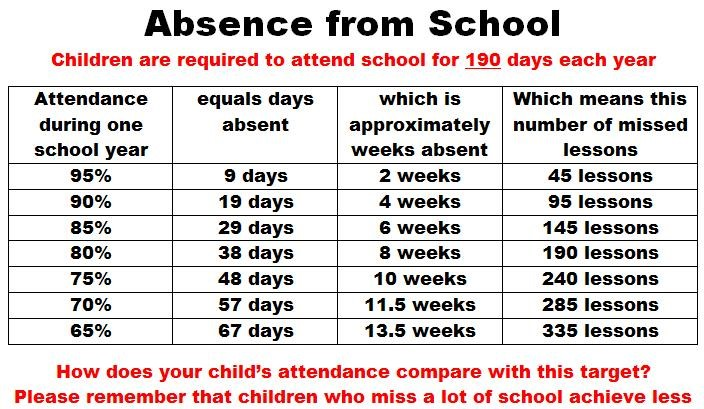 Absence from School
Children are required to attend school for 190 days each year
Attendance during one school year | equals days absent | which is approximately weeks absent | Which means this number of missed lessons
95% | 9 days | 2 weeks | 45 lessons
90% | 19 days | 4 weeks | 95 lessons
85% | 29 days | 6 weeks | 145 lessons
80% | 38 days | 8 weeks | 190 lessons
75% | 48 days | 10 weeks | 240 lessons
70% | 57 days | 11.5 weeks | 285 lessons
65% | 67 days | 13.5 weeks | 335 lessons
How does your child’s attendance compare with this target?
Please remember that children who miss a lot of school achieve less